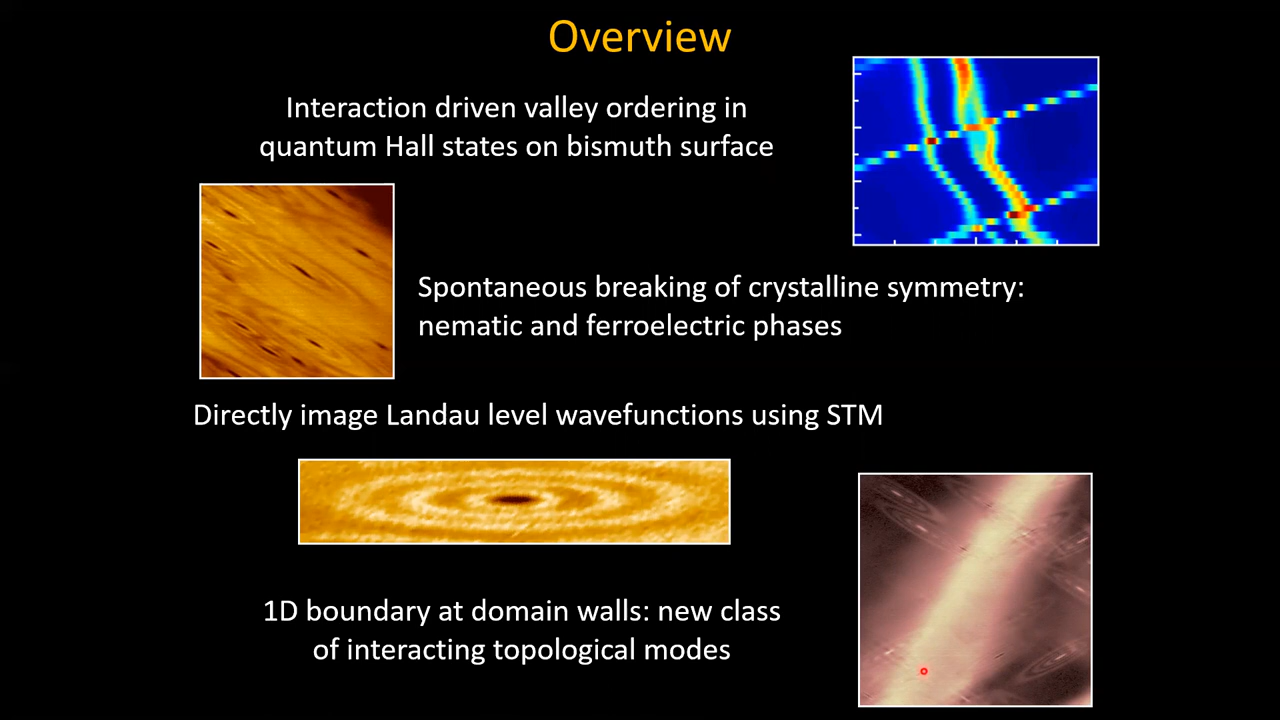 Overview
Interaction driven valley ordering in
quantum Hall states on bismuth surface
Spontaneous breaking of crystalline symmetry:
nematic and ferroelectric phases
Directly image Landau level wavefunctions using STM
1D boundary at domain walls: new class
of interacting topological modes